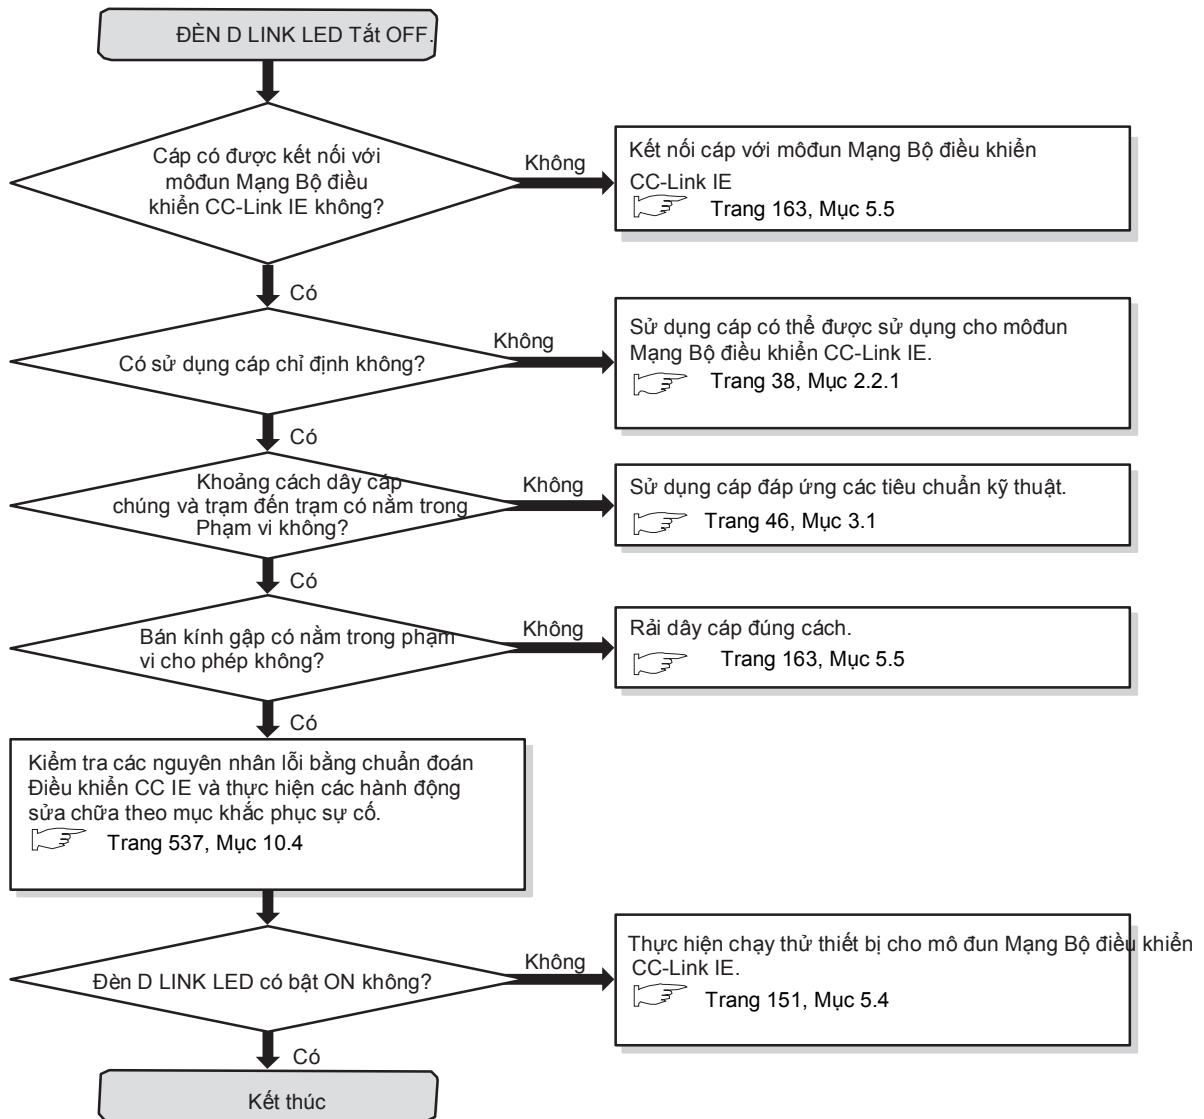 ĐÈN D LINK LED Tắt OFF.
Cáp có được kết nối với
môđun Mạng Bộ điều
khiển CC-Link IE không?
Không
Kết nối cáp với môđun Mạng Bộ điều khiển
CC-Link IE
Trang 163, Mục 5.5
Có
Có sử dụng cáp chỉ định không?
Không
Sử dụng cáp có thể được sử dụng cho môđun
Mạng Bộ điều khiển CC-Link IE.
Trang 38, Mục 2.2.1
Có
Khoảng cách dây cáp
chúng và trạm đến trạm có nằm trong
Phạm vi không?
Không
Sử dụng cáp đáp ứng các tiêu chuẩn kỹ thuật.
Trang 46, Mục 3.1
Có
Bán kính gập có nằm trong phạm
vi cho phép không?
Không
Rải dây cáp đúng cách.
Trang 163, Mục 5.5
Có
Kiểm tra các nguyên nhân lỗi bằng chuẩn đoán
Điều khiển CC IE và thực hiện các hành động
sửa chữa theo mục khắc phục sự cố.
Trang 537, Mục 10.4
Đèn D LINK LED có bật ON không?
Không
Thực hiện chạy thử thiết bị cho mô đun Mạng Bộ điều khiển
CC-Link IE.
Trang 151, Mục 5.4
Có
Kết thúc